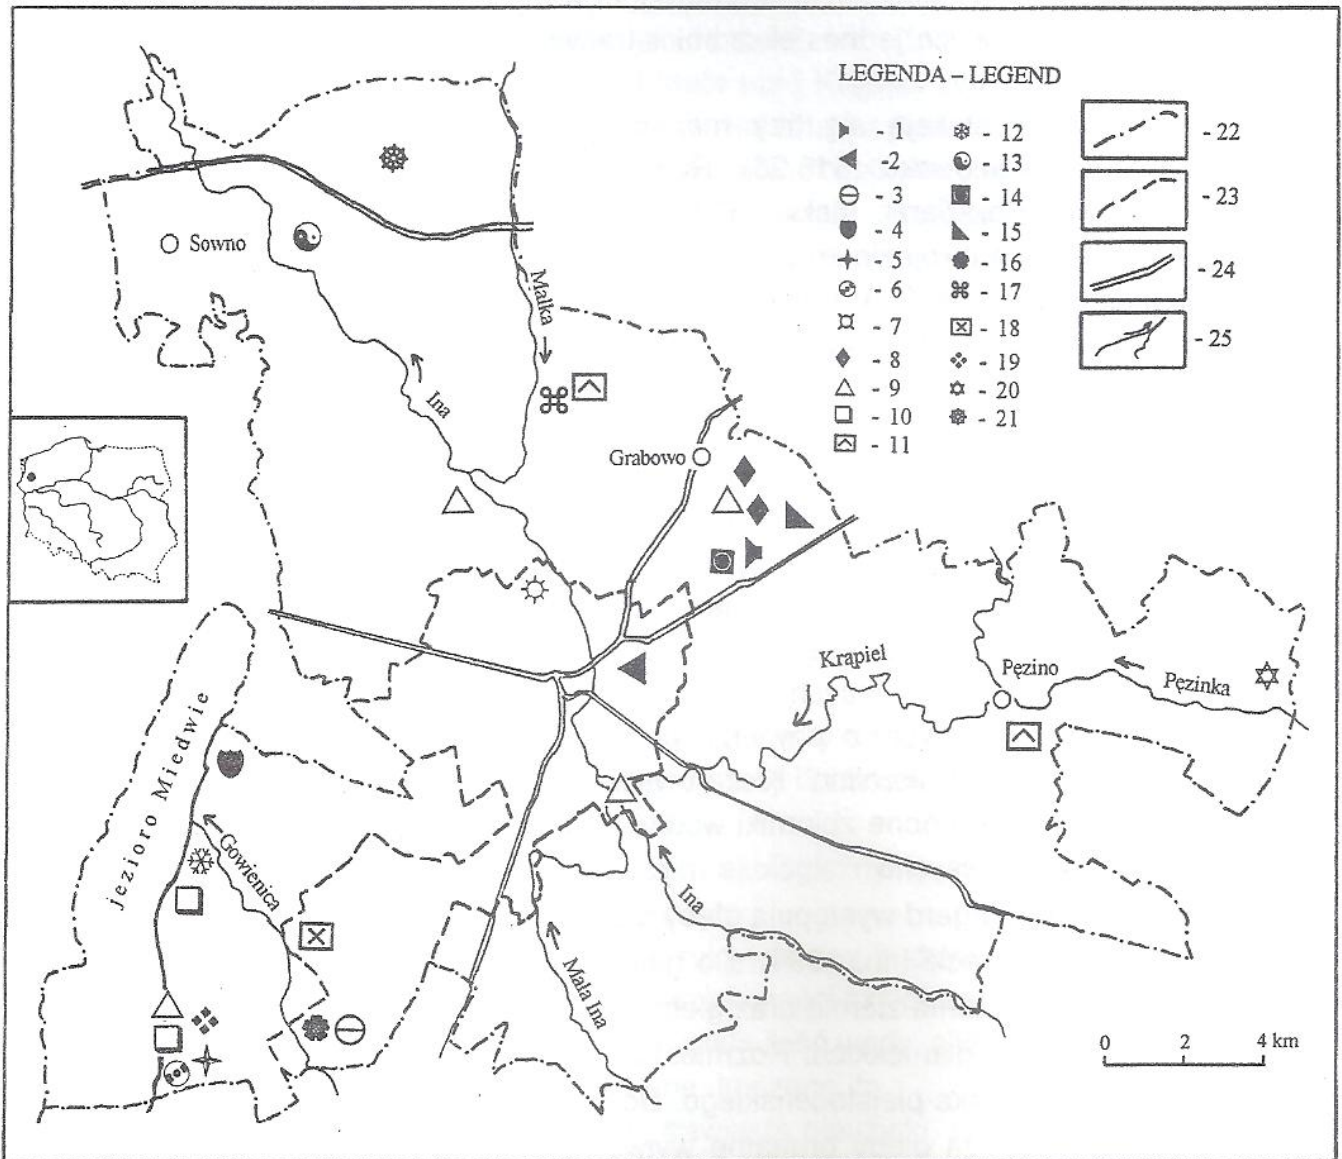 LEGENDA – LEGEND
- 1
-2
- 3
- 4
- 5
- 6
- 7
- 8
- 9
- 10
- 11
- 12
- 13
- 14
- 15
- 16
- 17
- 18
- 19
- 20
- 21
- 22
- 23
- 24
- 25
Sowno
Małka
Ina
Grabowo
Krąpiel
Pęzino
Pęzinka
jezioro Miedwie
Gowienica
Ina
Mała Ina
0 2 4 km